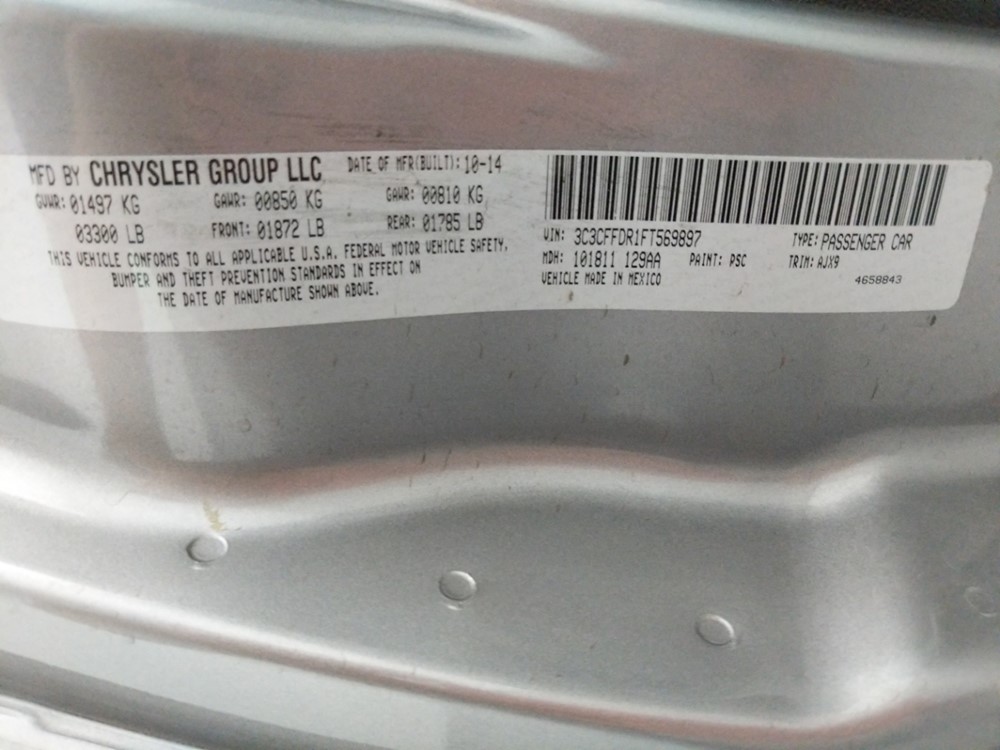 MFD BY CHRYSLER GROUP LLC DATE OF MFR(BUILT): 10-14
GVWR: 01497 KG GAWR: 00850 KG GAWR: 00810 KG
03300 LB FRONT: 01872 LB REAR: 01785 LB
THIS VEHICLE CONFORMS TO ALL APPLICABLE U.S.A. FEDERAL MOTOR VEHICLE SAFETY,
BUMPER AND THEFT PREVENTION STANDARDS IN EFFECT ON
THE DATE OF MANUFACTURE SHOWN ABOVE.
VIN: 3C3CFFDR1FT569897 TYPE: PASSENGER CAR
MDH: 101811 129AA PAINT: PSC TRIM: AJX9
VEHICLE MADE IN MEXICO 4658843